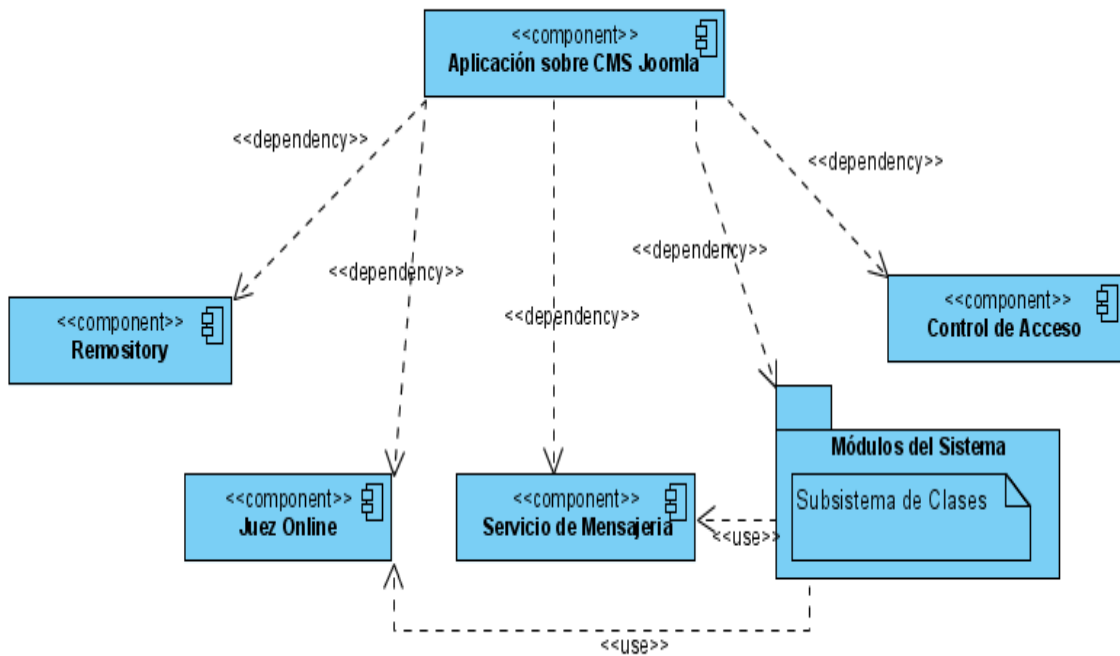 <<component>>
Aplicación sobre CMS Joomla
<<dependency>>
<<dependency>>
<<dependency>>
<<dependency>>
<<dependency>>
<<component>>
Remository
<<component>>
Control de Acceso
<<component>>
Juez Online
<<component>>
Servicio de Mensajeria
Módulos del Sistema
Subsistema de Clases
<<use>>
<<use>>